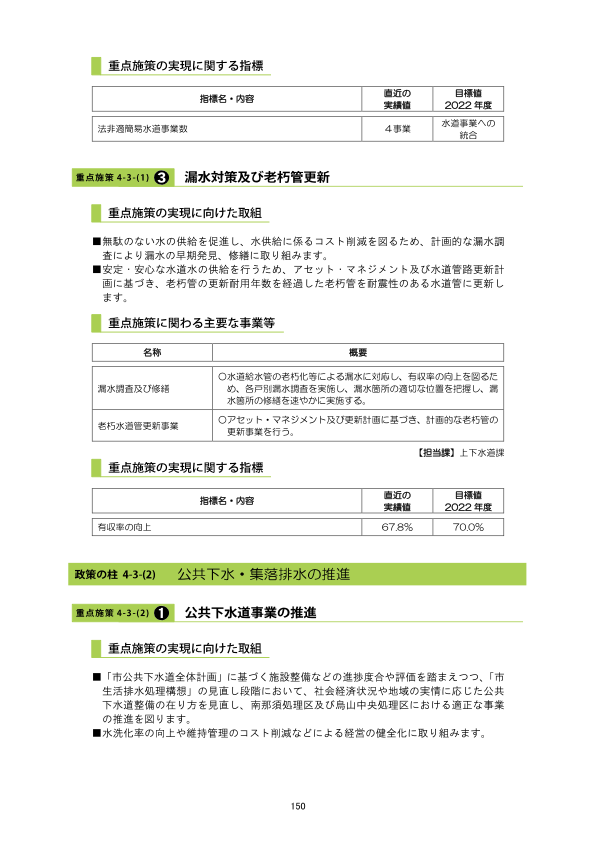 重点施策の実現に関する指標
指標名・内容
直近の
実績値
目標値
2022 年度
法非適簡易水道事業数
4事業
水道事業への
統合
重点施策 4-3-(1) ❸ 漏水対策及び老朽管更新
重点施策の実現に向けた取組
■無駄のない水の供給を促進し、水供給に係るコスト削減を図るため、計画的な漏水調
査により漏水の早期発見、修繕に取り組みます。
■安定・安心な水道水の供給を行うため、アセット・マネジメント及び水道管路更新計
画に基づき、老朽管の更新耐用年数を経過した老朽管を耐震性のある水道管に更新し
ます。
重点施策に関わる主要な事業等
名称
概要
漏水調査及び修繕
○水道給水管の老朽化等による漏水に対応し、有収率の向上を図るた
め、各戸別漏水調査を実施し、漏水箇所の適切な位置を把握し、漏
水箇所の修繕を速やかに実施する。
老朽水道管更新事業
○アセット・マネジメント及び更新計画に基づき、計画的な老朽管の
更新事業を行う。
【担当課】上下水道課
重点施策の実現に関する指標
指標名・内容
直近の
実績値
目標値
2022 年度
有収率の向上
67.8%
70.0%
政策の柱 4-3-(2) 公共下水・集落排水の推進
重点施策 4-3-(2) ❶ 公共下水道事業の推進
重点施策の実現に向けた取組
■「市公共下水道全体計画」に基づく施設整備などの進捗度合や評価を踏まえつつ、「市
生活排水処理構想」の見直し段階において、社会経済状況や地域の実情に応じた公共
下水道整備の在り方を見直し、南那須処理区及び烏山中央処理区における適正な事業
の推進を図ります。
■水洗化率の向上や維持管理のコスト削減などによる経営の健全化に取り組みます。
150